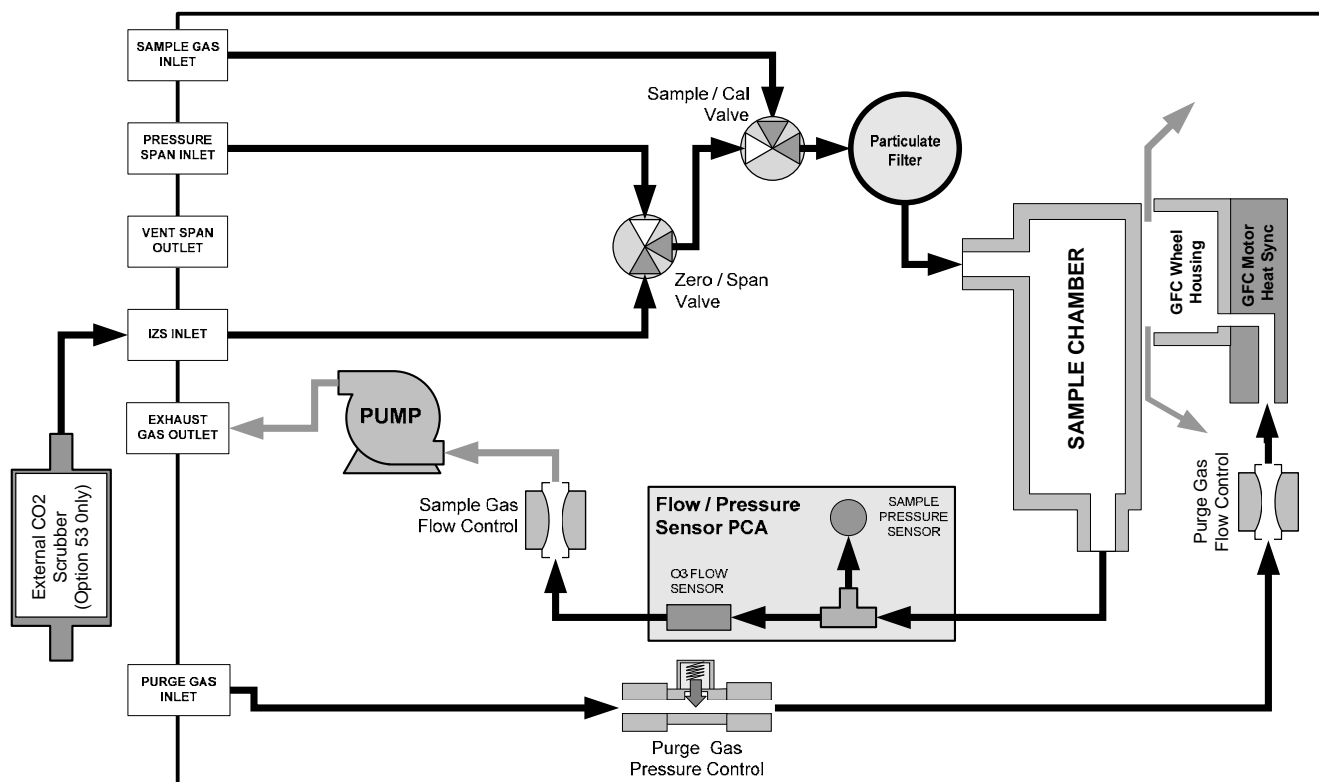 SAMPLE GAS
INLET
PRESSURE
SPAN INLET
VENT SPAN
OUTLET
IZS INLET
EXHAUST
GAS OUTLET
PURGE GAS
INLET
External CO2
Scrubber
(Option 53 Only)
Sample / Cal
Valve
Zero / Span
Valve
Particulate
Filter
SAMPLE CHAMBER
GFC Wheel
Housing
GFC Motor
Heat Sync
PUMP
Sample Gas
Flow Control
Flow / Pressure
Sensor PCA
SAMPLE
PRESSURE
SENSOR
O3 FLOW
SENSOR
Purge Gas
Flow Control
Purge Gas
Pressure Control